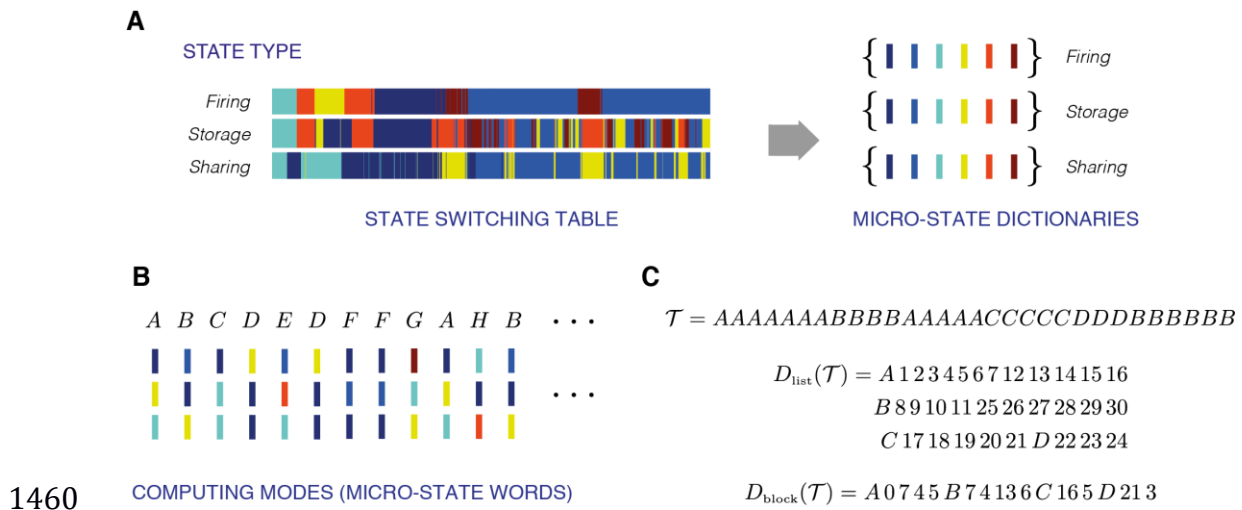 A
STATE TYPE
Firing
Storage
Sharing
STATE SWITCHING TABLE
{ } Firing
{ } Storage
{ } Sharing
MICRO-STATE DICTIONARIES
B
A B C D E D F F G A H B · · ·
· · ·
COMPUTING MODES (MICRO-STATE WORDS)
C
𝒯 = AAAAAAABBBBAAAAACCCCCDDDBBBBBB
D_list(𝒯) = A 1 2 3 4 5 6 7 12 13 14 15 16
B 8 9 10 11 25 26 27 28 29 30
C 17 18 19 20 21 D 22 23 24
D_block(𝒯) = A 0 7 4 5 B 7 4 13 6 C 16 5 D 21 3
1460